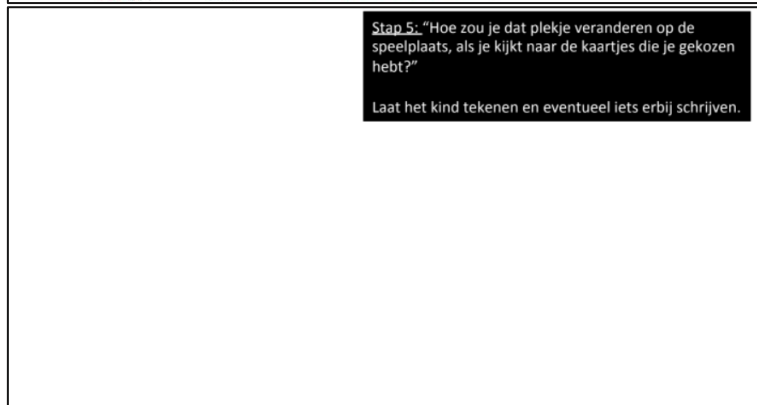 Stap 5: “Hoe zou je dat plekje veranderen op de
speelplaats, als je kijkt naar de kaartjes die je gekozen
hebt?”
Laat het kind tekenen en eventueel iets erbij schrijven.